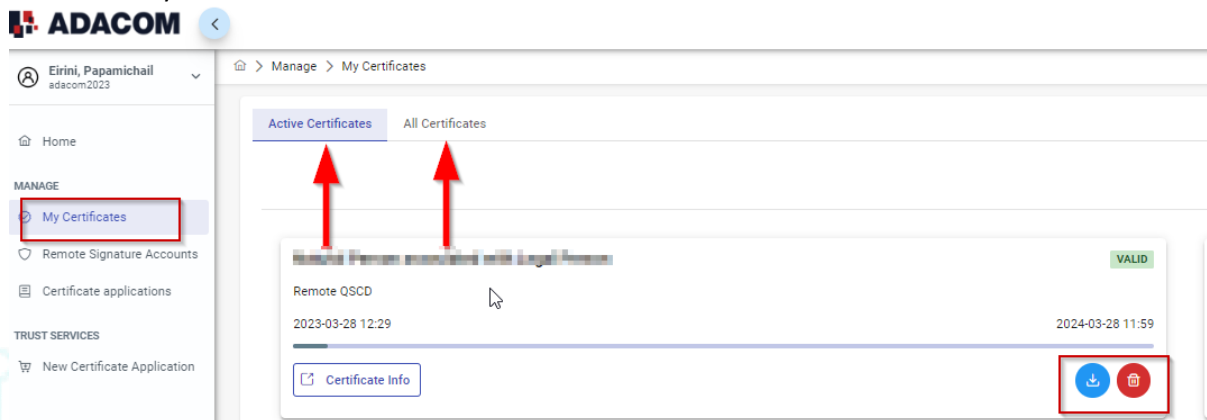 ADACOM
Eirini, Papamichail
adacom2023
Manage > My Certificates
Active Certificates
All Certificates
Home
MANAGE
My Certificates
Remote Signature Accounts
Certificate applications
TRUST SERVICES
New Certificate Application
VALID
Remote QSCD
2023-03-28 12:29
2024-03-28 11:59
Certificate Info